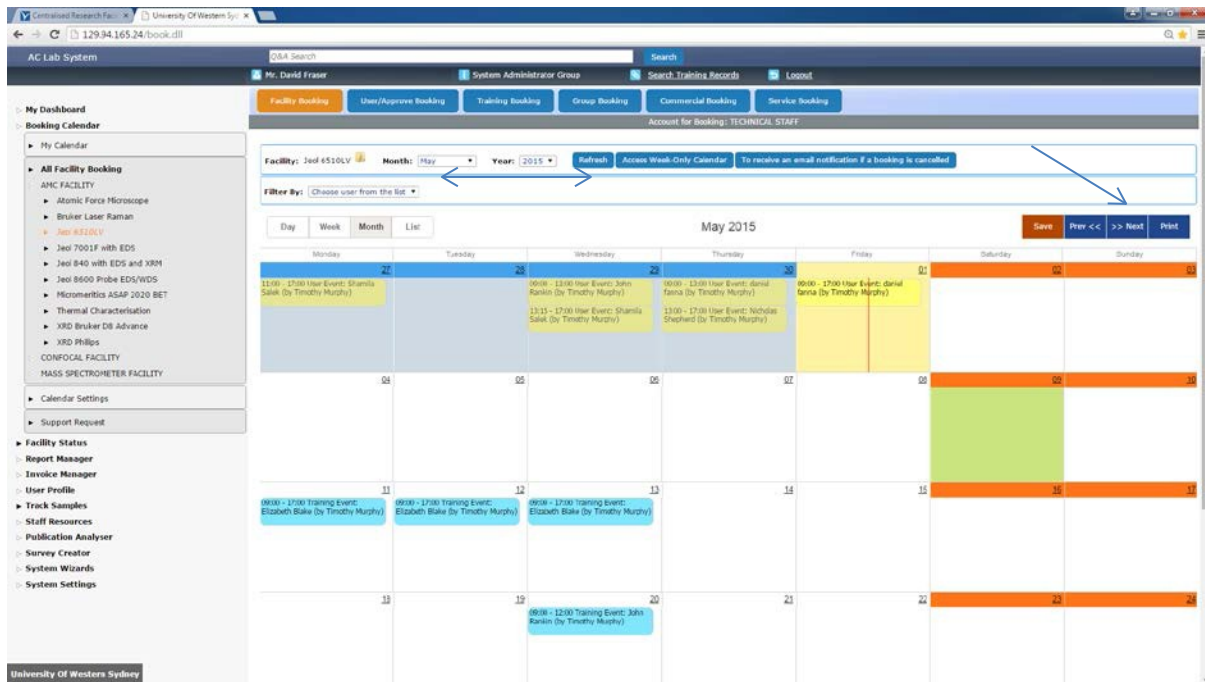 Centralised Research Faci
University Of Western Syd
129.94.165.24/book.dll
AC Lab System
Q&A Search
Search
Mr. David Fraser
System Administrator Group
Search Training Records
Logout
My Dashboard
Booking Calendar
My Calendar
All Facility Booking
AMC FACILITY
Atomic Force Microscope
Bruker Laser Raman
Jeol 6510LV
Jeol 7001F with EDS
Jeol 840 with EDS and XRM
Jeol 8600 Probe EDS/WDS
Micromeritics ASAP 2020 BET
Thermal Characterisation
XRD Bruker D8 Advance
XRD Philips
CONFOCAL FACILITY
MASS SPECTROMETER FACILITY
Calendar Settings
Support Request
Facility Status
Report Manager
Invoice Manager
User Profile
Track Samples
Staff Resources
Publication Analyser
Survey Creator
System Wizards
System Settings
University Of Western Sydney
Facility Booking
User/Approve Booking
Training Booking
Group Booking
Commercial Booking
Service Booking
Account for Booking: TECHNICAL STAFF
Facility: Jeol 6510LV Month: May Year: 2015 Refresh Access Week-Only Calendar To receive an email notification if a booking is cancelled
Filter By: Choose user from the list
Day Week Month List
May 2015
Save Prev << >> Next Print
Monday Tuesday Wednesday Thursday Friday Saturday Sunday
27 28 29 30 01 02 03
11:00 - 17:00 User Event: Shamila
Salek (by Timothy Murphy)
09:00 - 13:00 User Event: John
Rankin (by Timothy Murphy)
13:15 - 17:00 User Event: Shamila
Salek (by Timothy Murphy)
09:00 - 13:00 User Event: daniel
fanna (by Timothy Murphy)
13:00 - 17:00 User Event: Nicholas
Shepherd (by Timothy Murphy)
09:00 - 17:00 User Event: daniel
fanna (by Timothy Murphy)
04 05 06 07 08 09 10
11 12 13 14 15 16 17
09:00 - 17:00 Training Event:
Elizabeth Blake (by Timothy Murphy)
09:00 - 17:00 Training Event:
Elizabeth Blake (by Timothy Murphy)
09:00 - 17:00 Training Event:
Elizabeth Blake (by Timothy Murphy)
18 19 20 21 22 23 24
09:00 - 12:00 Training Event: John
Rankin (by Timothy Murphy)